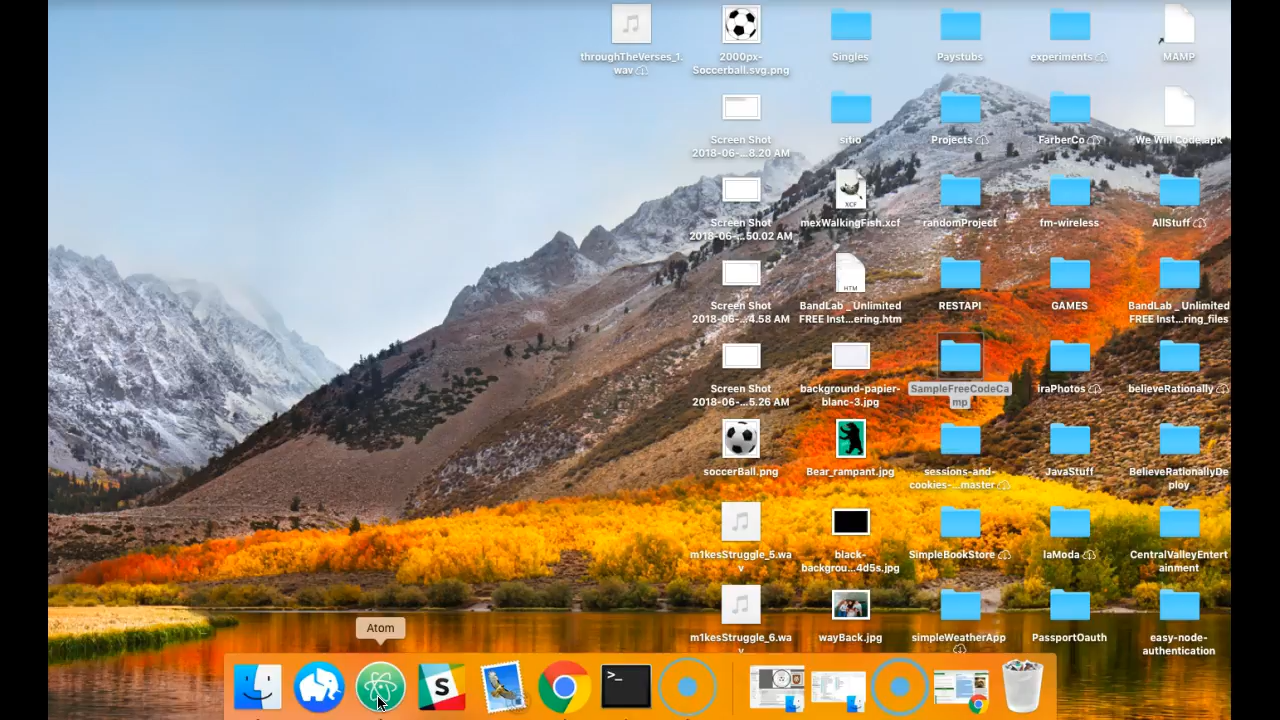 throughTheVerses_1.
wav
2000px-
Soccerball.svg.png
Singles
Paystubs
experiments
MAMP
Screen Shot
2018-06-...8.20 AM
sitio
Projects
FarberCo
We Will Code.apk
Screen Shot
2018-06-...50.02 AM
mexWalkingFish.xcf
XCF
randomProject
fm-wireless
AllStuff
Screen Shot
2018-06-...4.58 AM
HTM
BandLab _ Unlimited
FREE Inst...ering.htm
RESTAPI
GAMES
BandLab _ Unlimited
FREE Inst...ring_files
Screen Shot
2018-06-...5.26 AM
background-papier-
blanc-3.jpg
SampleFreeCodeCa
mp
iraPhotos
believeRationally
soccerBall.png
Bear_rampant.jpg
sessions-and-
cookies-...master
JavaStuff
BelieveRationallyDe
ploy
m1kesStruggle_5.wa
v
black-
backgrou...4d5s.jpg
SimpleBookStore
laModa
CentralValleyEntert
ainment
m1kesStruggle_6.wa
v
wayBack.jpg
simpleWeatherApp
PassportOauth
easy-node-
authentication
Atom
S
>_